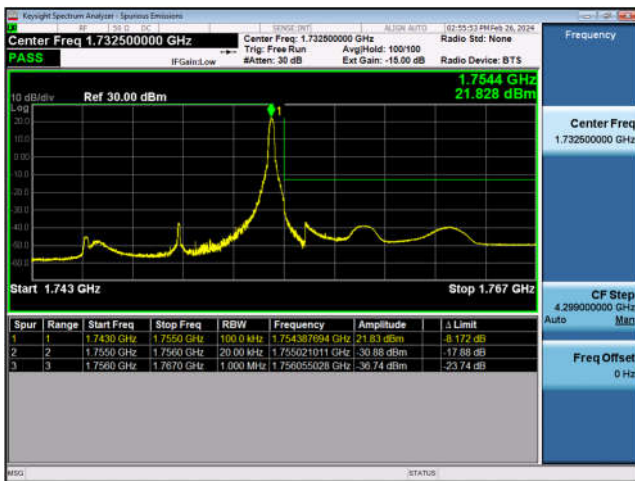 Keysight Spectrum Analyzer - Spurious Emissions
RF 50 Ω DC SENSE:INT ALIGN AUTO 02:55:53 PM Feb 26, 2024
Center Freq 1.732500000 GHz
Center Freq: 1.732500000 GHz Radio Std: None
Trig: Free Run Avg|Hold: 100/100
PASS IFGain:Low #Atten: 30 dB Ext Gain: -15.00 dB Radio Device: BTS
1.7544 GHz
10 dB/div Ref 30.00 dBm 21.828 dBm
Log
1
20.0
10.0
0.00
-10.0
-20.0
-30.0
-40.0
-50.0
-60.0
Start 1.743 GHz Stop 1.767 GHz
Spur Range Start Freq Stop Freq RBW Frequency Amplitude Δ Limit
1 1 1.7430 GHz 1.7550 GHz 100.0 kHz 1.754387694 GHz 21.83 dBm -8.172 dB
2 2 1.7550 GHz 1.7560 GHz 20.00 kHz 1.755021011 GHz -30.88 dBm -17.88 dB
3 3 1.7560 GHz 1.7670 GHz 1.000 MHz 1.756055028 GHz -36.74 dBm -23.74 dB
MSG STATUS
Frequency
Center Freq
1.732500000 GHz
CF Step
4.299000000 GHz
Auto Man
Freq Offset
0 Hz